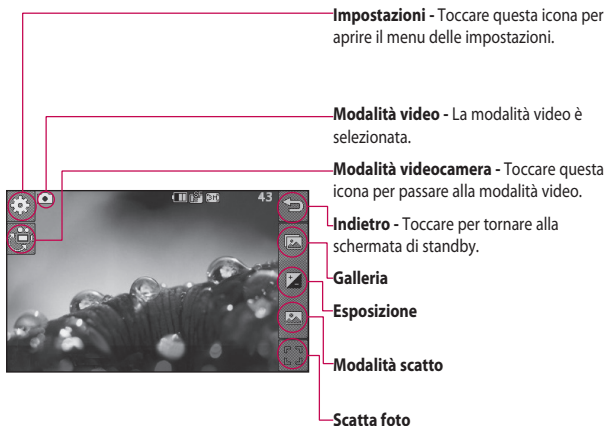 Impostazioni - Toccare questa icona per
aprire il menu delle impostazioni.
Modalità video - La modalità video è
selezionata.
Modalità videocamera - Toccare questa
icona per passare alla modalità video.
43
Indietro - Toccare per tornare alla
schermata di standby.
Galleria
Esposizione
Modalità scatto
Scatta foto